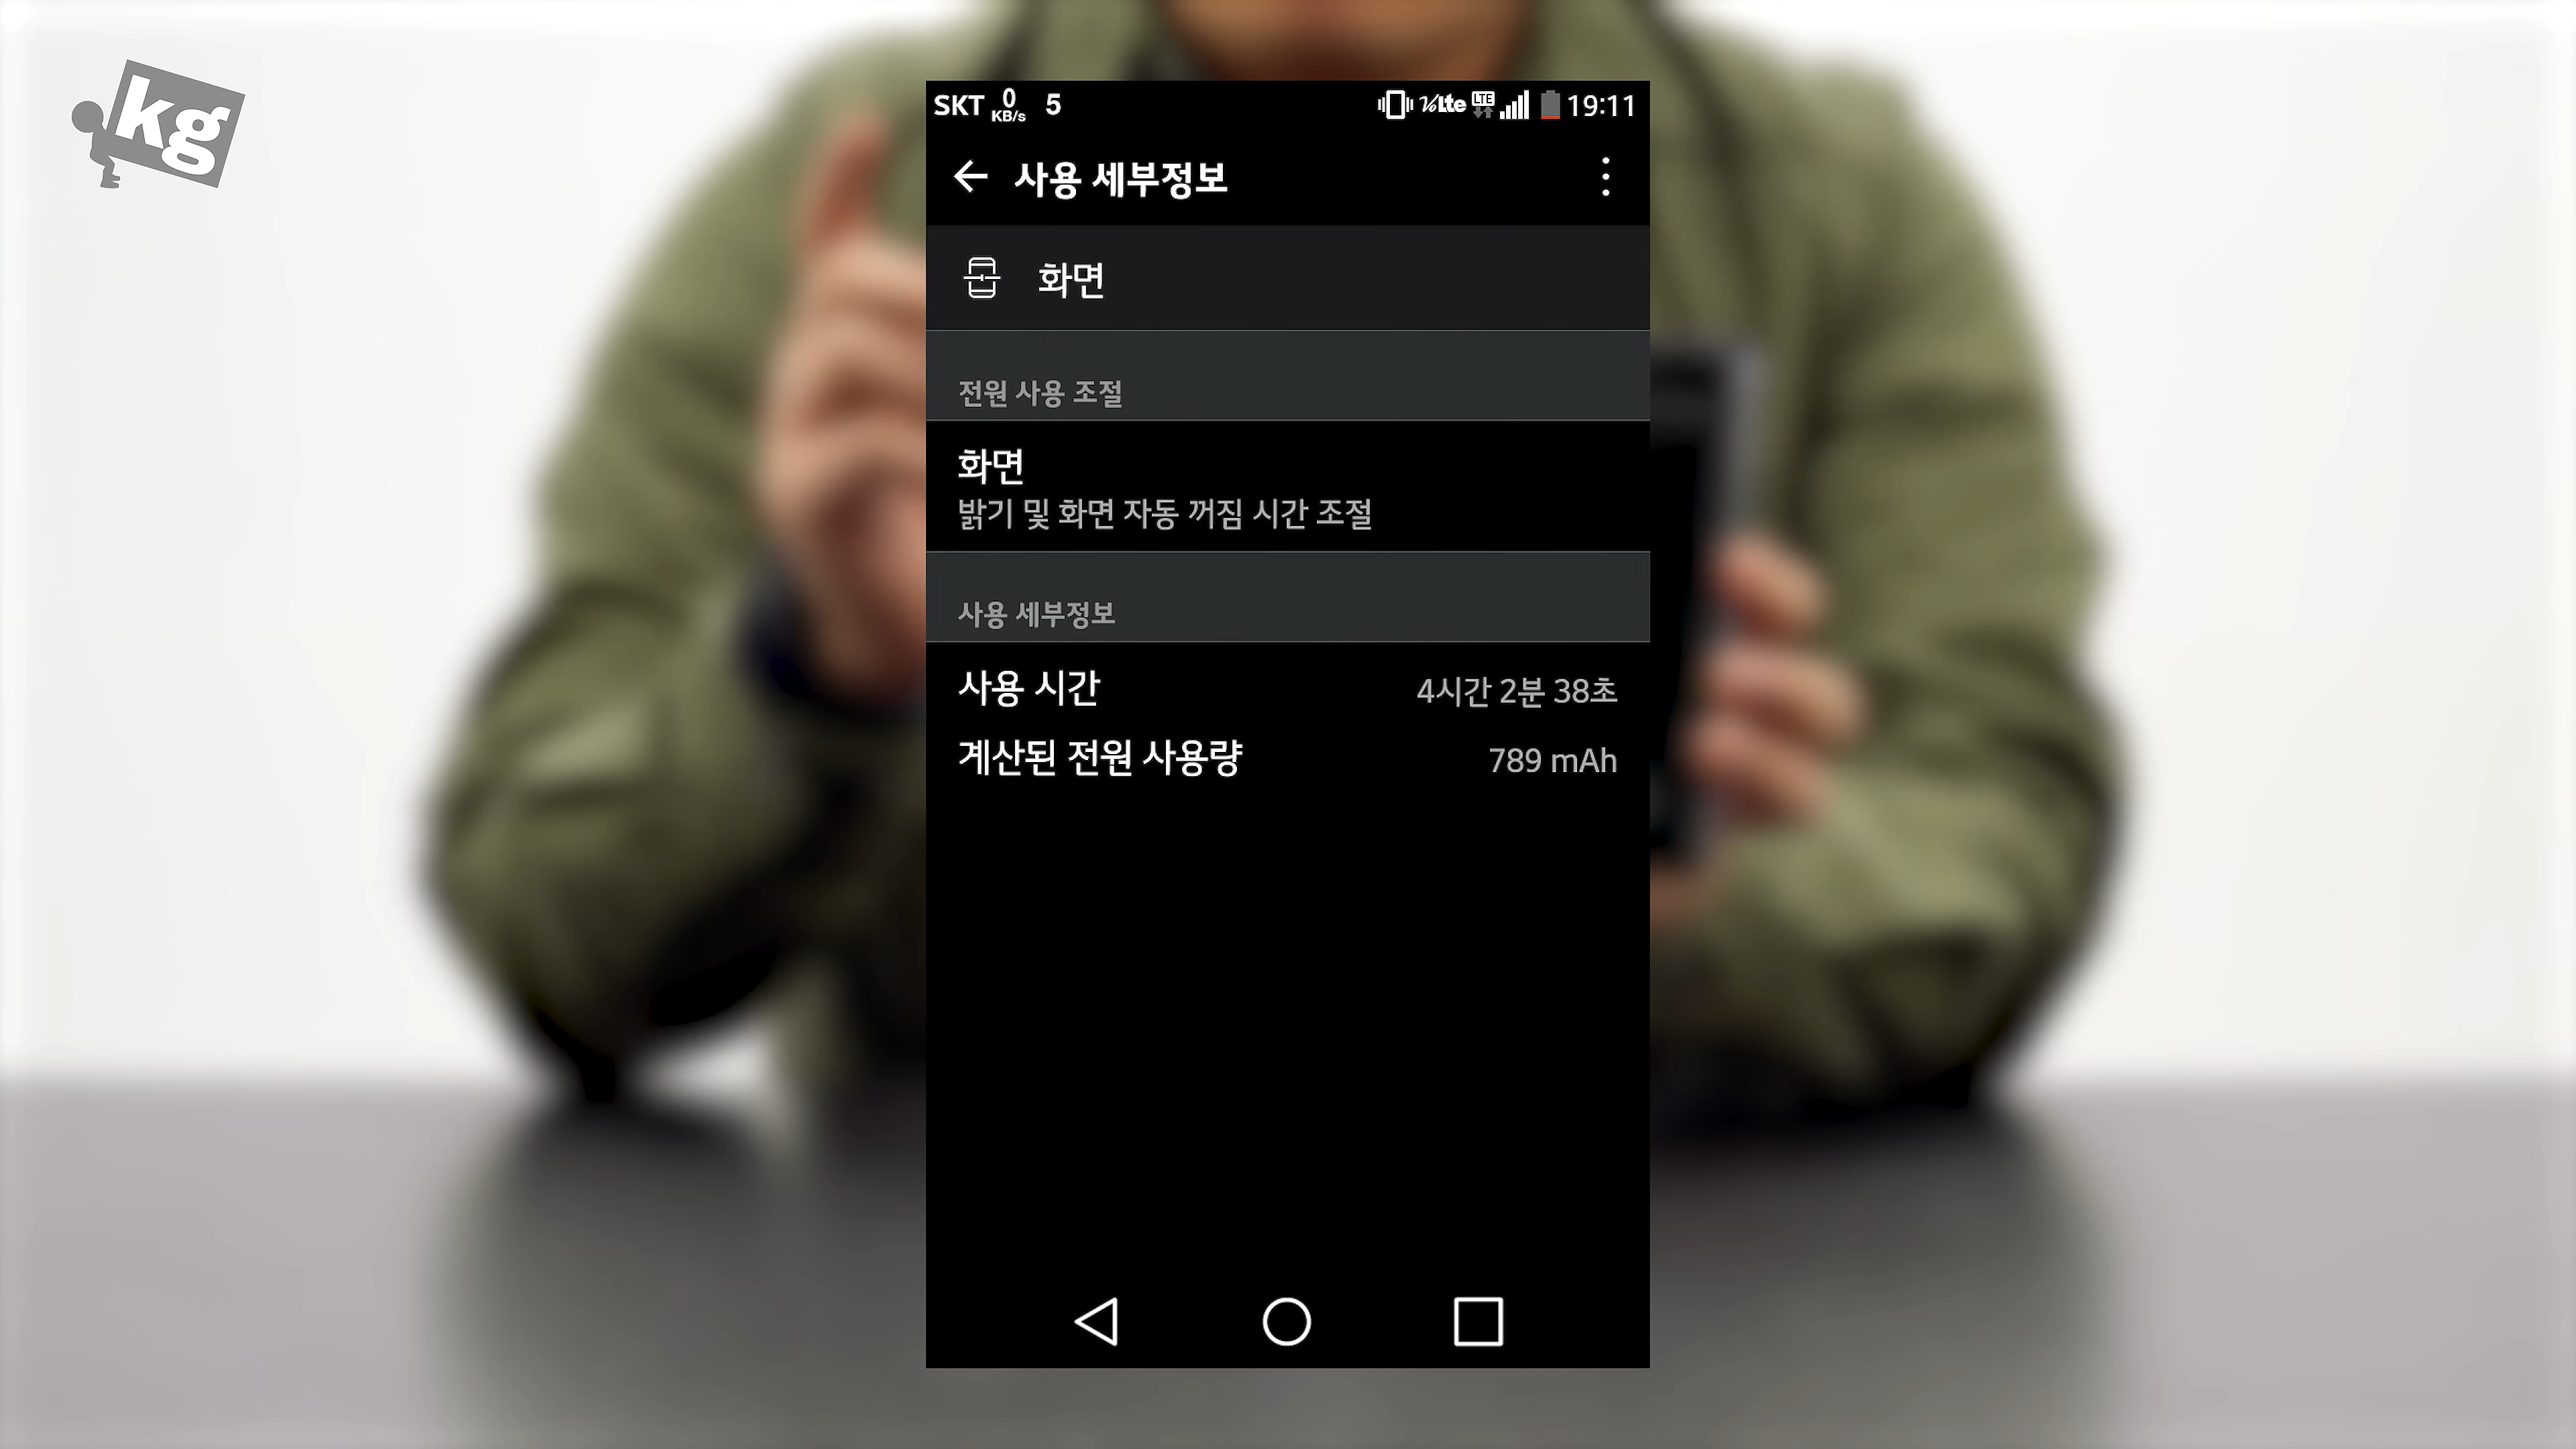 kg
SKT 0 KB/s 5 VoLte LTE 19:11
사용 세부정보
화면
전원 사용 조절
화면
밝기 및 화면 자동 꺼짐 시간 조절
사용 세부정보
사용 시간 4시간 2분 38초
계산된 전원 사용량 789 mAh